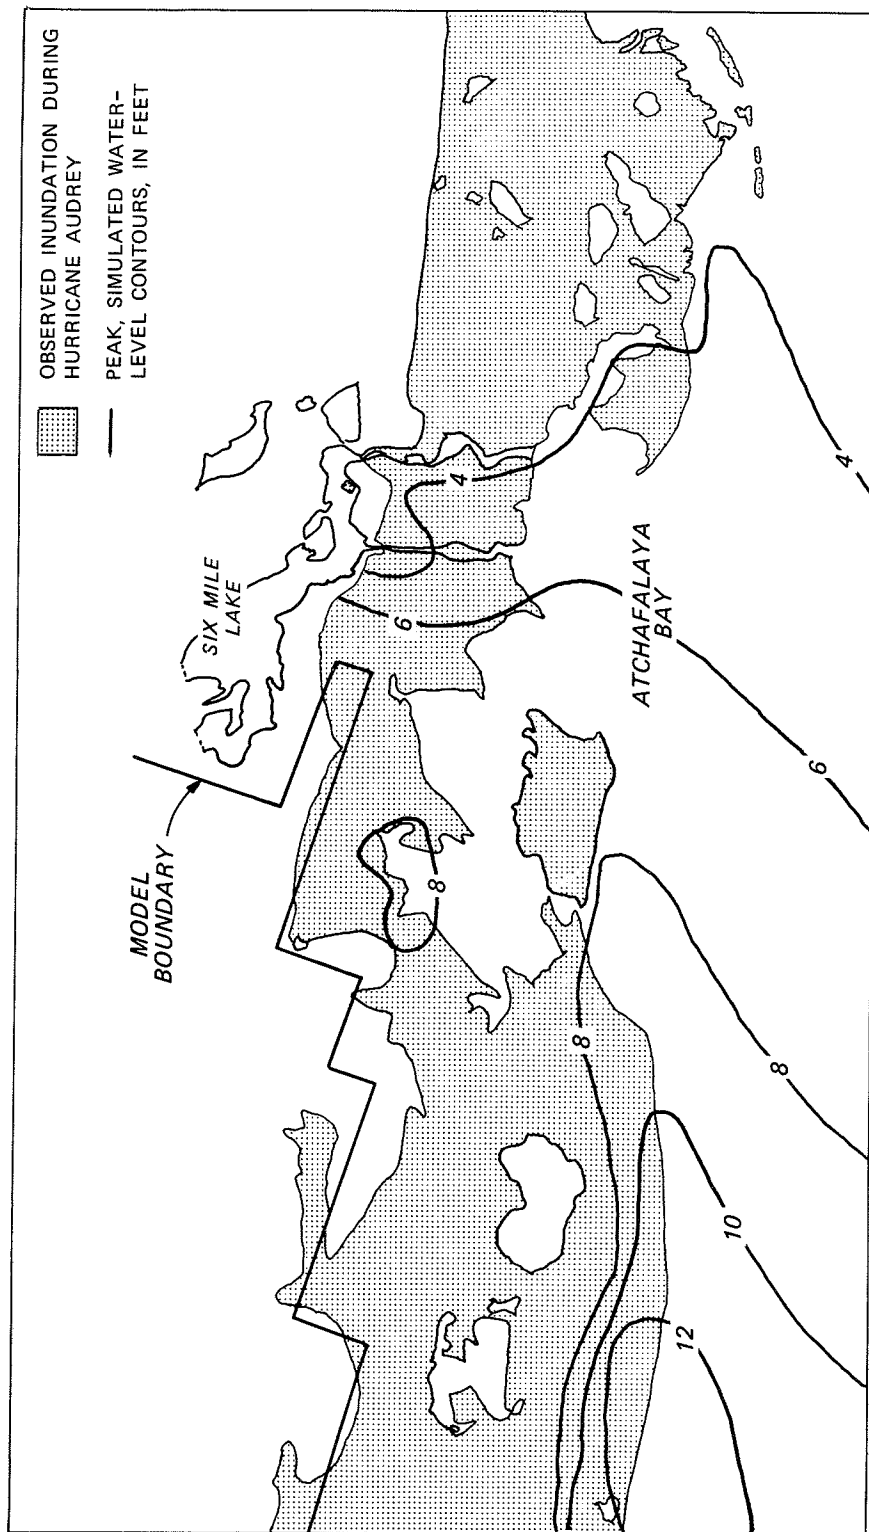 OBSERVED INUNDATION DURING
HURRICANE AUDREY
PEAK, SIMULATED WATER-
LEVEL CONTOURS, IN FEET
SIX MILE
LAKE
MODEL
BOUNDARY
ATCHAFALAYA
BAY
4
4
6
6
8
8
8
10
12